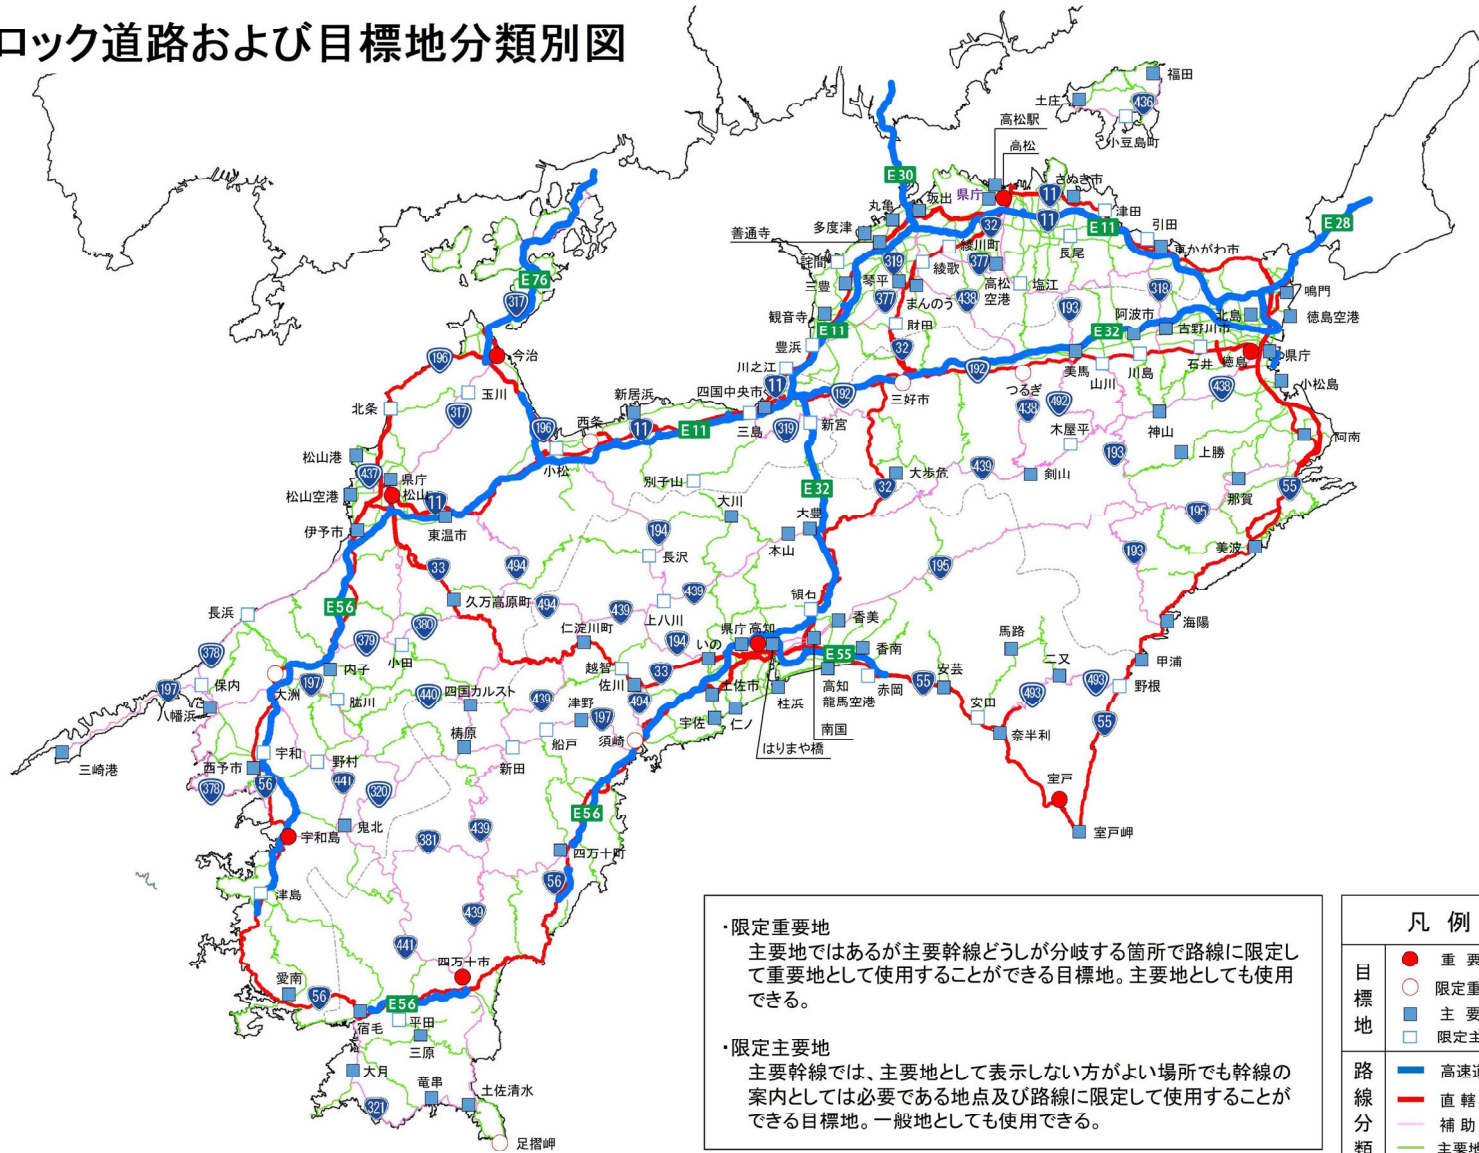 ロック道路および目標地分類別図
福田
土庄
436
小豆島町
高松駅
高松
県庁
さぬき市
11
津田
11
E11
引田
東かがわ市
E28
E30
坂出
丸亀
多度津
善通寺
32
綾川町
長尾
詫間
319
綾歌
377
高松
空港
塩江
三豊
琴平
377
まんのう
438
193
318
鳴門
観音寺
E11
財田
E32
阿波市
吉野川市
北島
徳島空港
豊浜
32
川之江
192
美馬
山川
川島
石井
徳島
県庁
小松島
E76
317
196
今治
玉川
317
北条
新居浜
四国中央市
11
192
三好市
つるぎ
438
492
438
西条
196
11
E11
三島
319
新宮
木屋平
神山
阿南
松山港
437
県庁
小松
松山
松山空港
11
別子山
E32
32
大歩危
439
剣山
193
上勝
那賀
55
伊予市
東温市
大川
大豊
194
本山
195
美波
193
33
494
長沢
195
久万高原町
439
領石
E56
494
439
上八川
香美
海陽
長浜
380
仁淀川町
194
県庁
高知
馬路
378
379
小田
いの
E55
香南
二又
甲浦
内子
越智
33
安芸
493
197
保内
大洲
197
佐川
土佐市
高知
龍馬空港
赤岡
55
493
野根
八幡浜
肱川
440
四国カルスト
439
津野
494
桂浜
安田
197
宇佐
仁ノ
南国
55
三崎港
宇和
梼原
船戸
須崎
はりまや橋
奈半利
西予市
野村
新田
378
56
441
320
室戸
E56
鬼北
439
室戸岬
宇和島
381
四万十町
56
津島
439
441
四万十市
愛南
56
E56
宿毛
平田
三原
大月
竜串
土佐清水
321
足摺岬
・限定重要地
主要地ではあるが主要幹線どうしが分岐する箇所で路線に限定し
て重要地として使用することができる目標地。主要地としても使用
できる。
・限定主要地
主要幹線では、主要地として表示しない方がよい場所でも幹線の
案内としては必要である地点及び路線に限定して使用することが
できる目標地。一般地としても使用できる。
凡 例
目標地
重 要
限定重
主 要
限定主
路線分類
高速道
直 轄
補 助
主要地